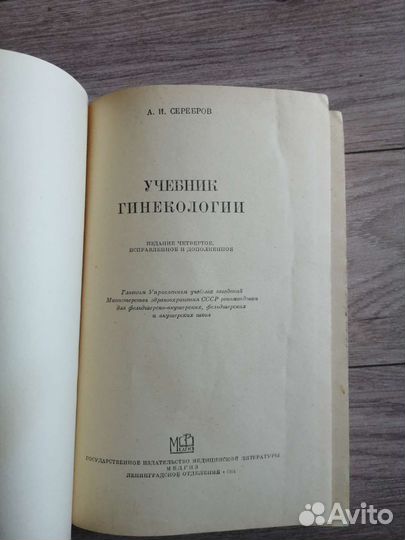 А. И. СЕРЕБРОВ
УЧЕБНИК
ГИНЕКОЛОГИИ
ИЗДАНИЕ ЧЕТВЕРТОЕ,
ИСПРАВЛЕННОЕ И ДОПОЛНЕННОЕ
Главным Управлением учебных заведений
Министерства здравоохранения СССР рекомендован
для фельдшерско-акушерских, фельдшерских
и акушерских школ
МЕДГИЗ
ГОСУДАРСТВЕННОЕ ИЗДАТЕЛЬСТВО МЕДИЦИНСКОЙ ЛИТЕРАТУРЫ
МЕДГИЗ
ЛЕНИНГРАДСКОЕ ОТДЕЛЕНИЕ •
Avito